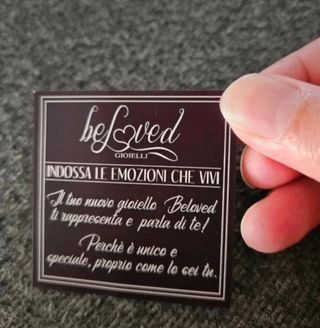 beLoved
GIOIELLI
INDOSSA LE EMOZIONI CHE VIVI
Il tuo nuovo gioiello Beloved
ti rappresenta e parla di te!
Perchè è unico e
speciale, proprio come lo sei tu.